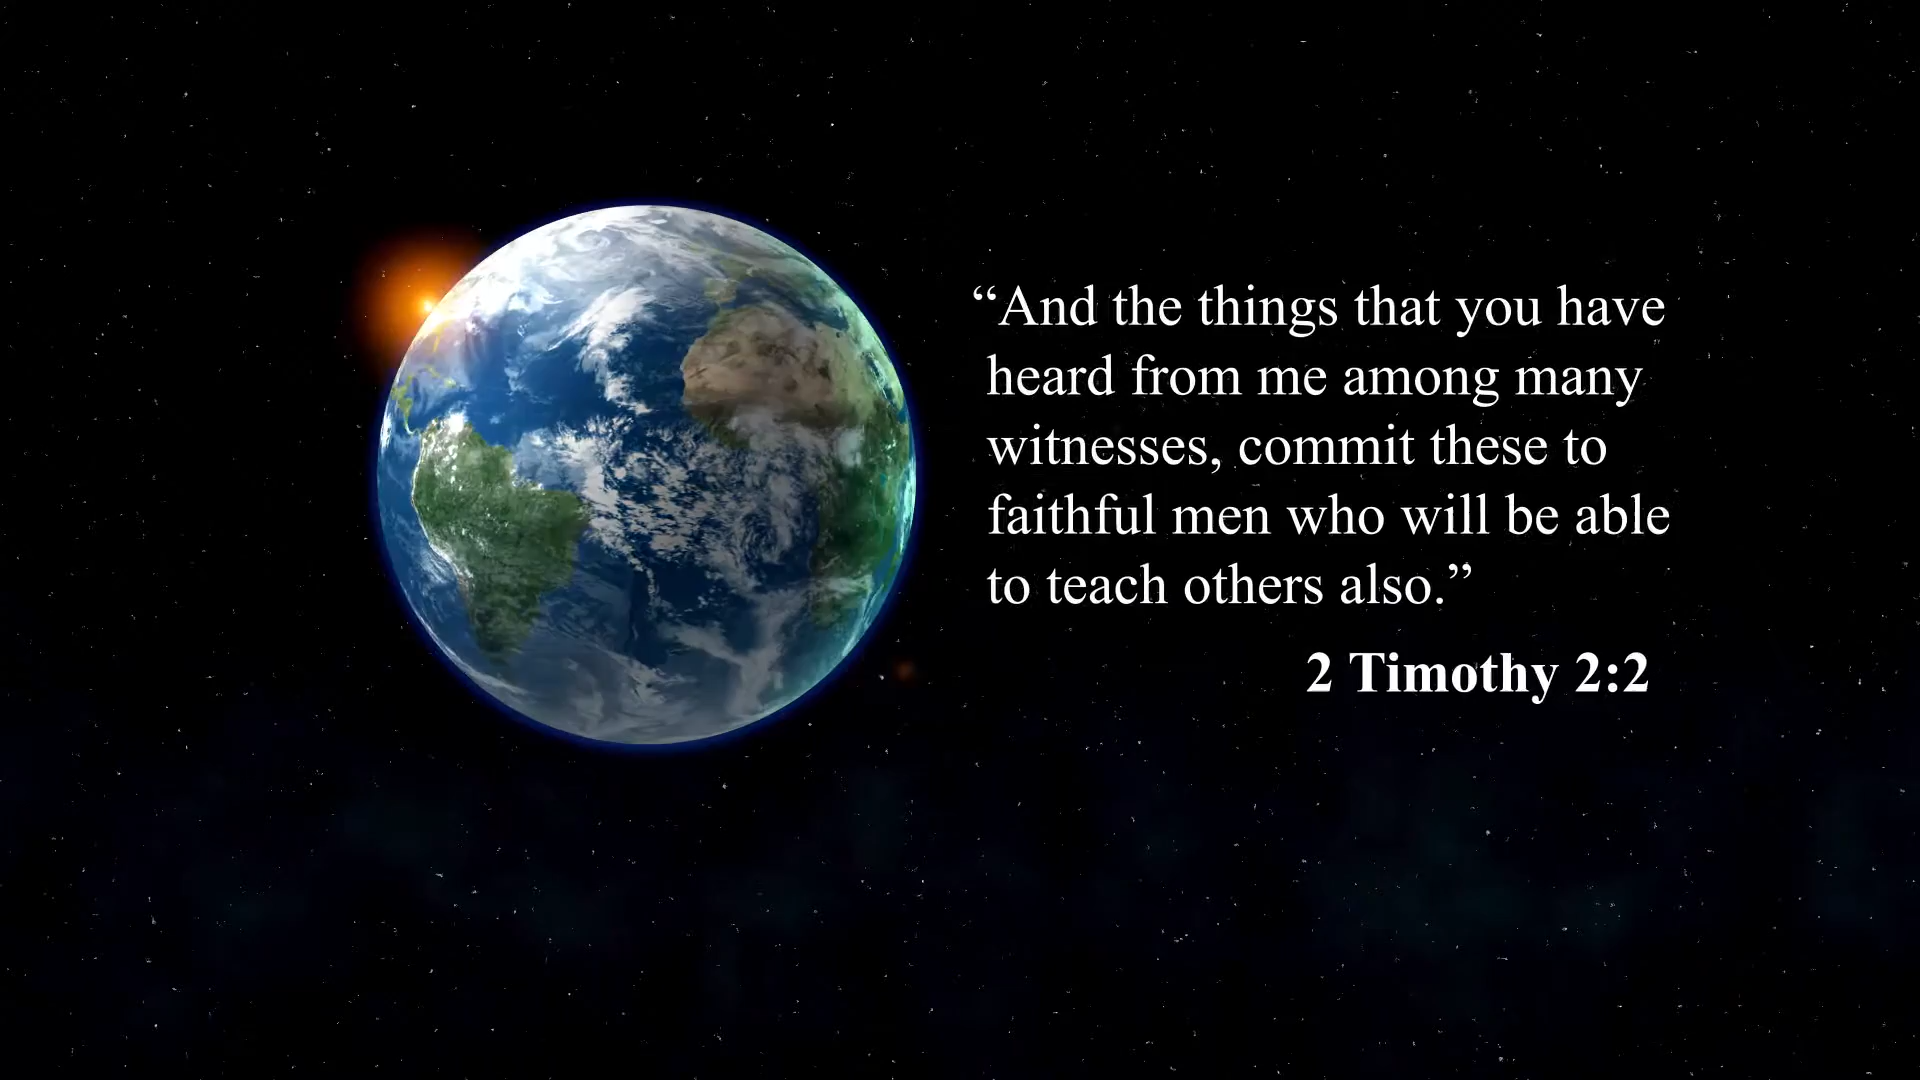 “And the things that you have
heard from me among many
witnesses, commit these to
faithful men who will be able
to teach others also.”
2 Timothy 2:2